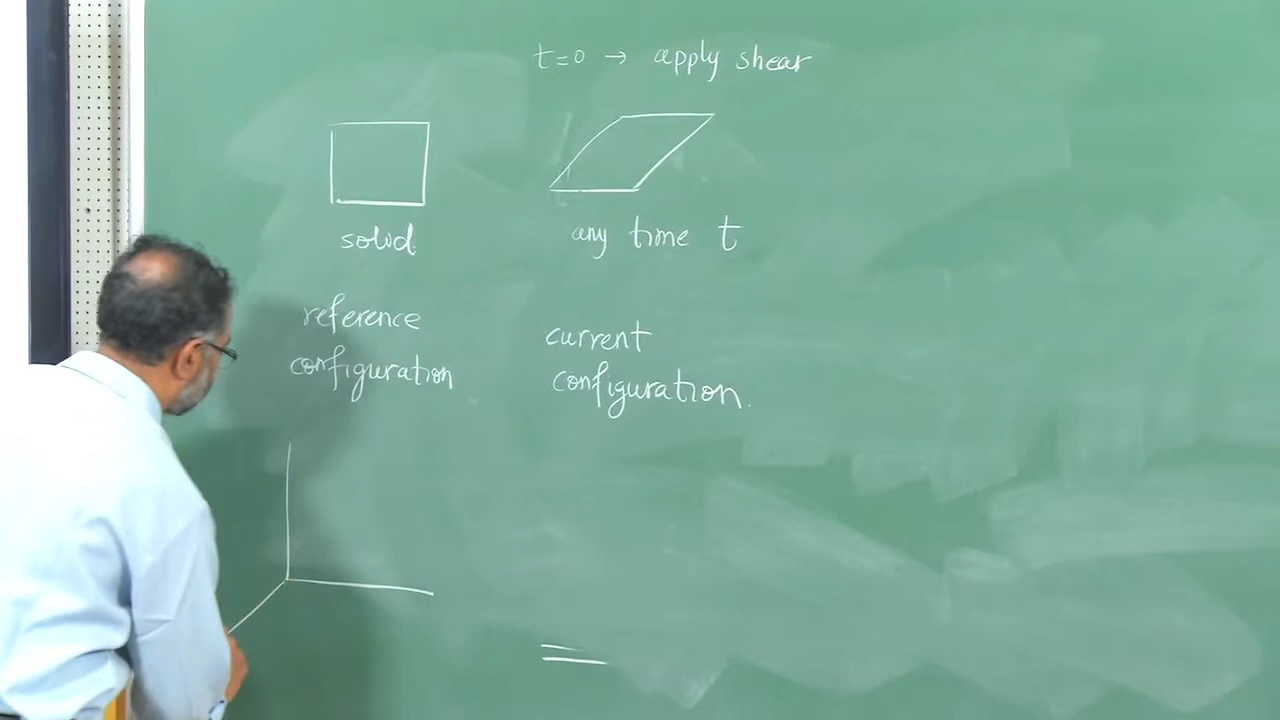 t=0 → apply shear
solid
any time t
reference
configuration
current
configuration.